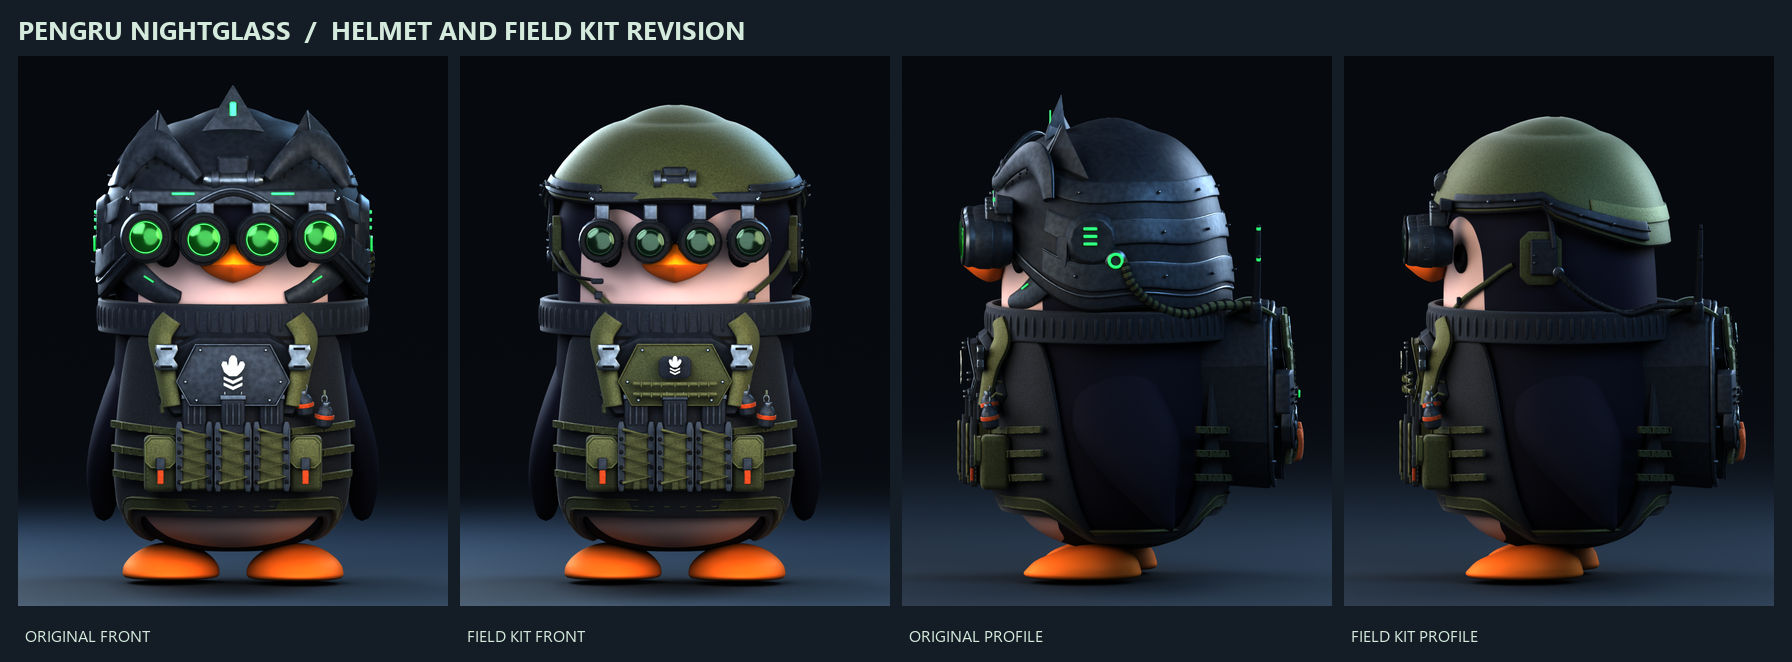 PENGRU NIGHTGLASS / HELMET AND FIELD KIT REVISION
ORIGINAL FRONT
FIELD KIT FRONT
ORIGINAL PROFILE
FIELD KIT PROFILE